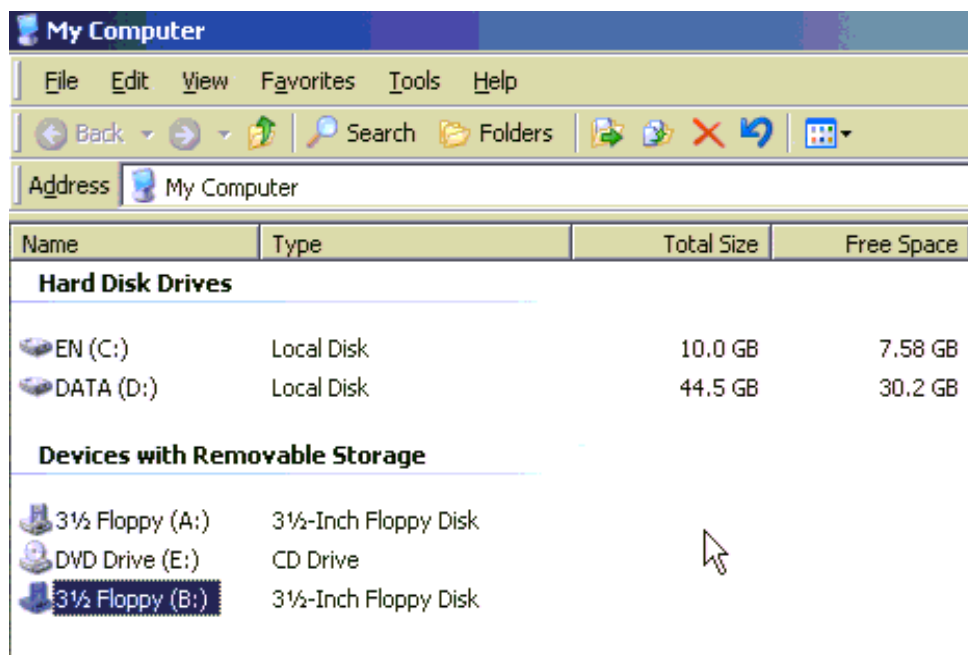 My Computer
File Edit View Favorites Tools Help
Back Search Folders
Address My Computer
Name Type Total Size Free Space
Hard Disk Drives
EN (C:) Local Disk 10.0 GB 7.58 GB
DATA (D:) Local Disk 44.5 GB 30.2 GB
Devices with Removable Storage
3½ Floppy (A:) 3½-Inch Floppy Disk
DVD Drive (E:) CD Drive
3½ Floppy (B:) 3½-Inch Floppy Disk